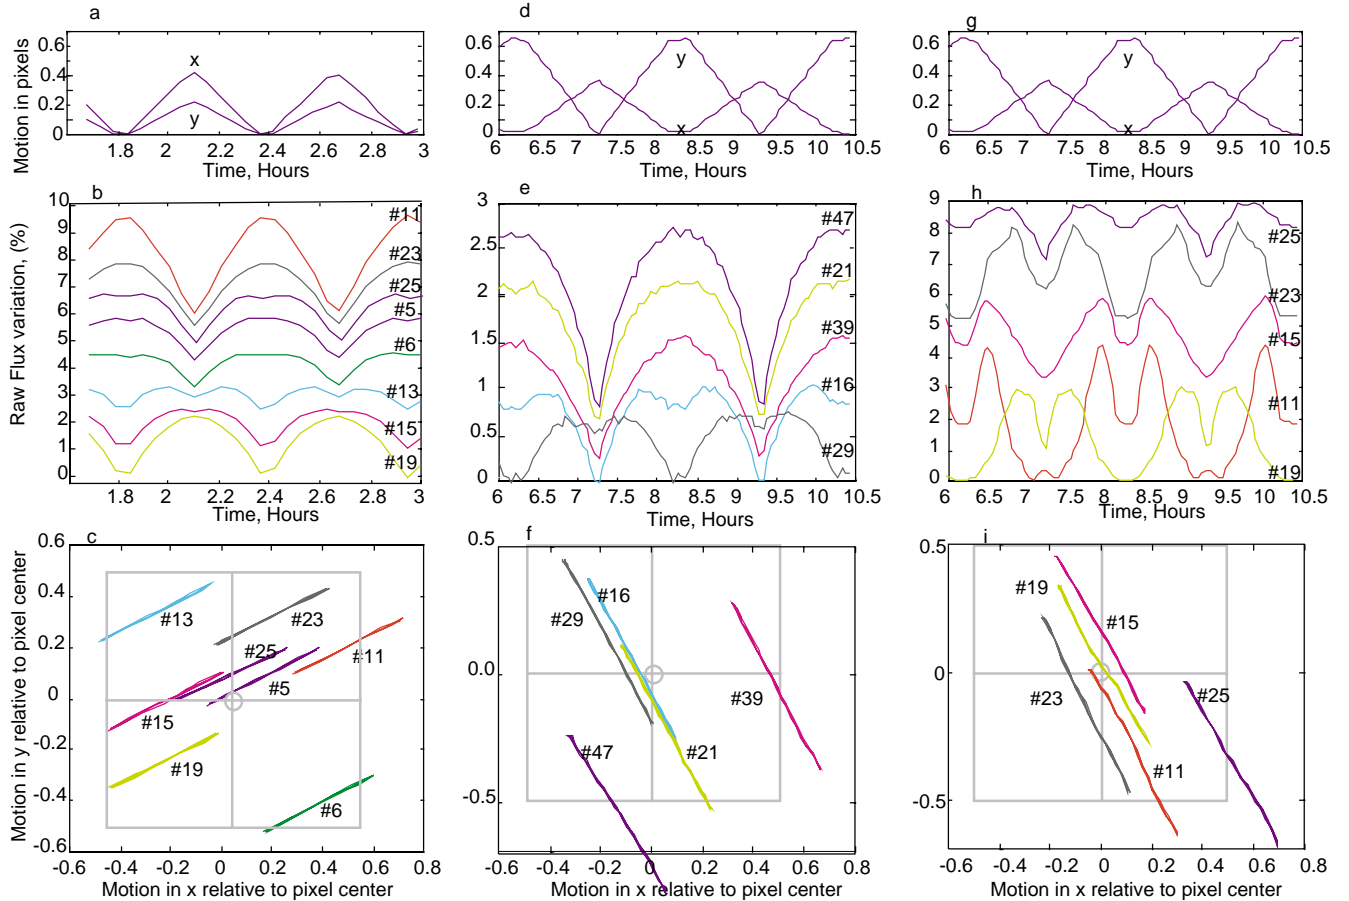 a
d
g
Motion in pixels
0.6
0.4
0.2
0
x
y
1.8 2 2.2 2.4 2.6 2.8 3
Time, Hours
0.6
0.4
0.2
0
y
x
6 6.5 7 7.5 8 8.5 9 9.5 10 10.5
Time, Hours
0.6
0.4
0.2
0
y
x
6 6.5 7 7.5 8 8.5 9 9.5 10 10.5
Time, Hours
b
Raw Flux variation, (%)
10
9
8
7
6
5
4
3
2
1
0
#11
#23
#25
#5
#6
#13
#15
#19
1.8 2 2.2 2.4 2.6 2.8 3
Time, Hours
e
3
2.5
2
1.5
1
0.5
0
#47
#21
#39
#16
#29
6 6.5 7 7.5 8 8.5 9 9.5 10 10.5
Time, Hours
h
9
8
7
6
5
4
3
2
1
0
#25
#23
#15
#11
#19
6 6.5 7 7.5 8 8.5 9 9.5 10 10.5
Time, Hours
c
Motion in y relative to pixel center
0.6
0.4
0.2
0
-0.2
-0.4
-0.6
#13
#23
#25
#11
#5
#15
#19
#6
-0.6 -0.4 -0.2 0 0.2 0.4 0.6 0.8
Motion in x relative to pixel center
f
0.5
0.0
-0.5
#16
#29
#39
#47
#21
-0.6 -0.4 -0.2 0 0.2 0.4 0.6 0.8
Motion in x relative to pixel center
i
0.5
0
-0.5
#19
#15
#23
#25
#11
-0.6 -0.4 -0.2 0 0.2 0.4 0.6 0.8
Motion in x relative to pixel center